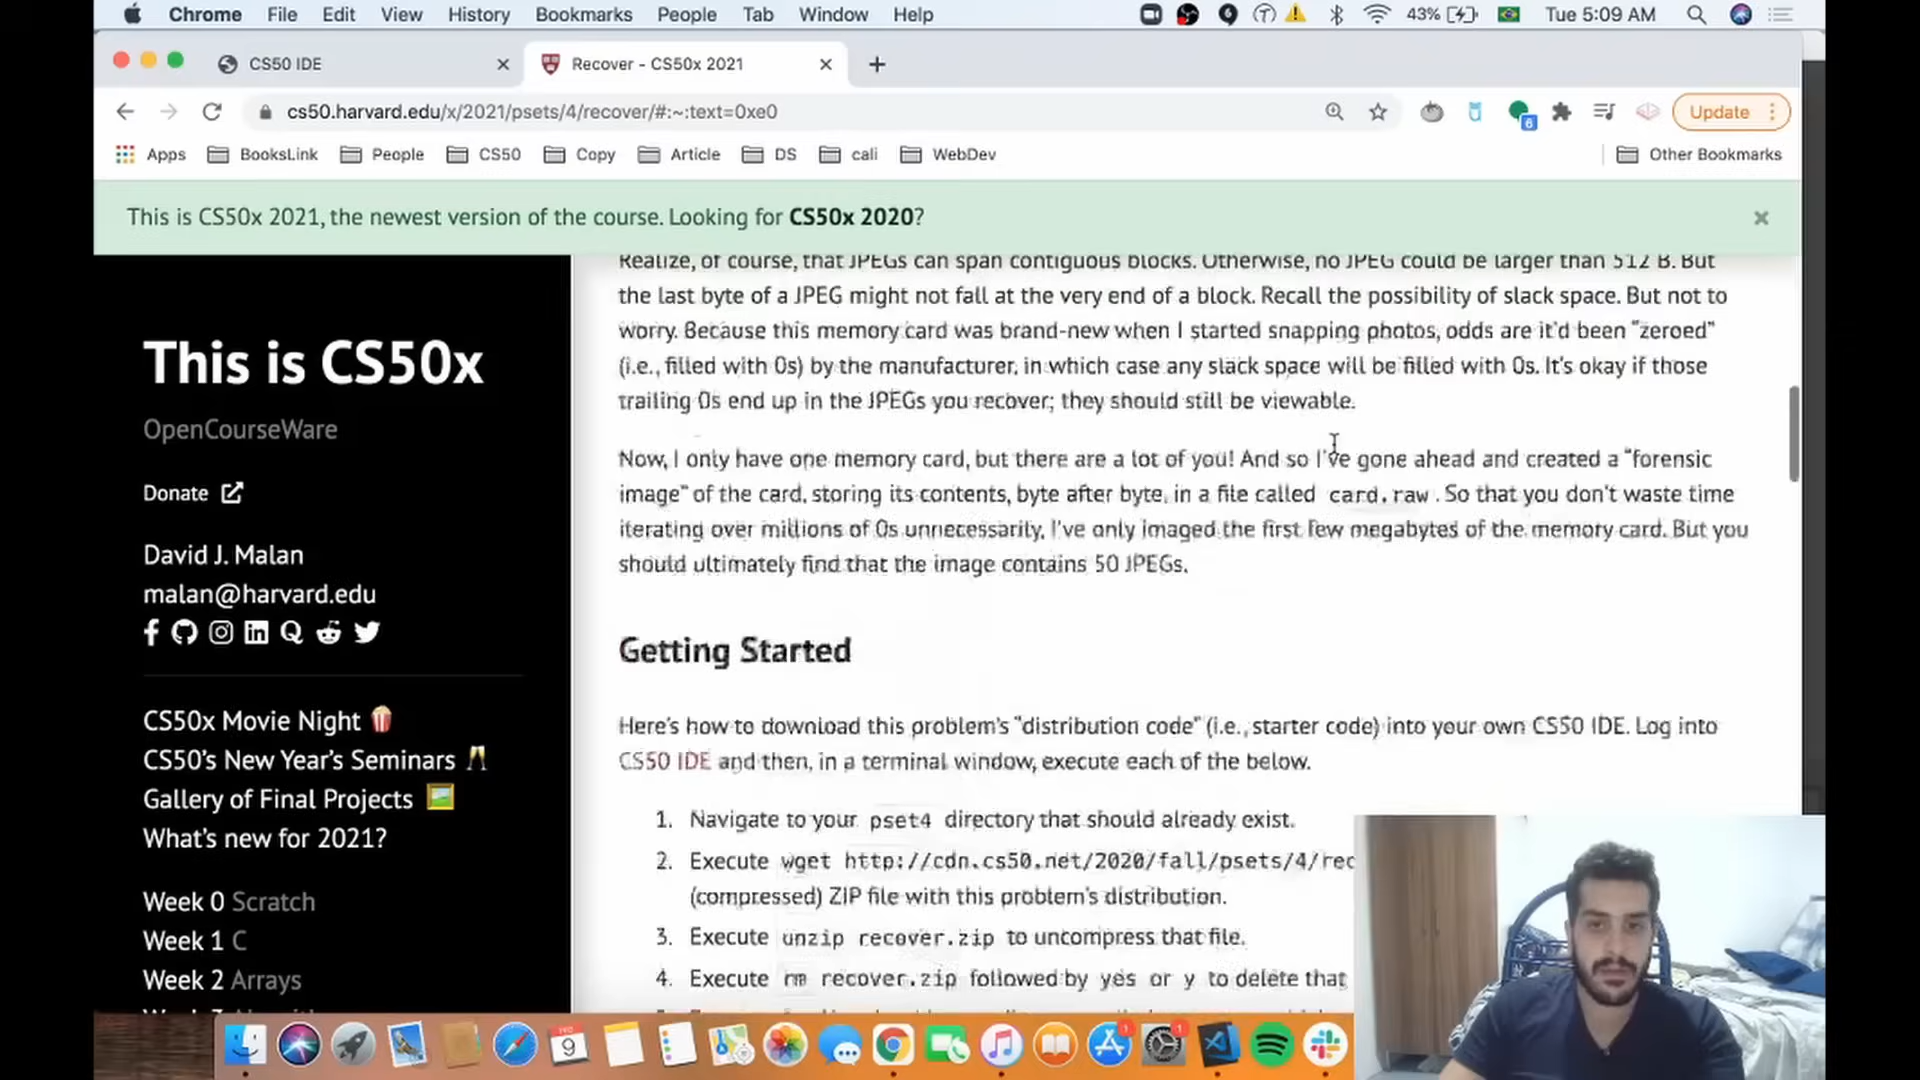 Chrome File Edit View History Bookmarks People Tab Window Help 43% Tue 5:09 AM
CS50 IDE Recover - CS50x 2021
cs50.harvard.edu/x/2021/psets/4/recover/#:~:text=0xe0 6 Update
Apps BooksLink People CS50 Copy Article DS cali WebDev Other Bookmarks
This is CS50x 2021, the newest version of the course. Looking for CS50x 2020?
This is CS50x
OpenCourseWare
Donate
David J. Malan
malan@harvard.edu
CS50x Movie Night
CS50's New Year's Seminars
Gallery of Final Projects
What's new for 2021?
Week 0 Scratch
Week 1 C
Week 2 Arrays
Realize, of course, that JPEGs can span contiguous blocks. Otherwise, no JPEG could be larger than 512 B. But
the last byte of a JPEG might not fall at the very end of a block. Recall the possibility of slack space. But not to
worry. Because this memory card was brand-new when I started snapping photos, odds are it'd been "zeroed"
(i.e., filled with 0s) by the manufacturer, in which case any slack space will be filled with 0s. It's okay if those
trailing 0s end up in the JPEGs you recover; they should still be viewable.
Now, I only have one memory card, but there are a lot of you! And so I've gone ahead and created a "forensic
image" of the card, storing its contents, byte after byte, in a file called card.raw. So that you don't waste time
iterating over millions of 0s unnecessarily, I've only imaged the first few megabytes of the memory card. But you
should ultimately find that the image contains 50 JPEGs.
Getting Started
Here's how to download this problem's "distribution code" (i.e., starter code) into your own CS50 IDE. Log into
CS50 IDE and then, in a terminal window, execute each of the below.
1. Navigate to your pset4 directory that should already exist.
2. Execute wget http://cdn.cs50.net/2020/fall/psets/4/rec
(compressed) ZIP file with this problem's distribution.
3. Execute unzip recover.zip to uncompress that file.
4. Execute rm recover.zip followed by yes or y to delete that
9
1
1